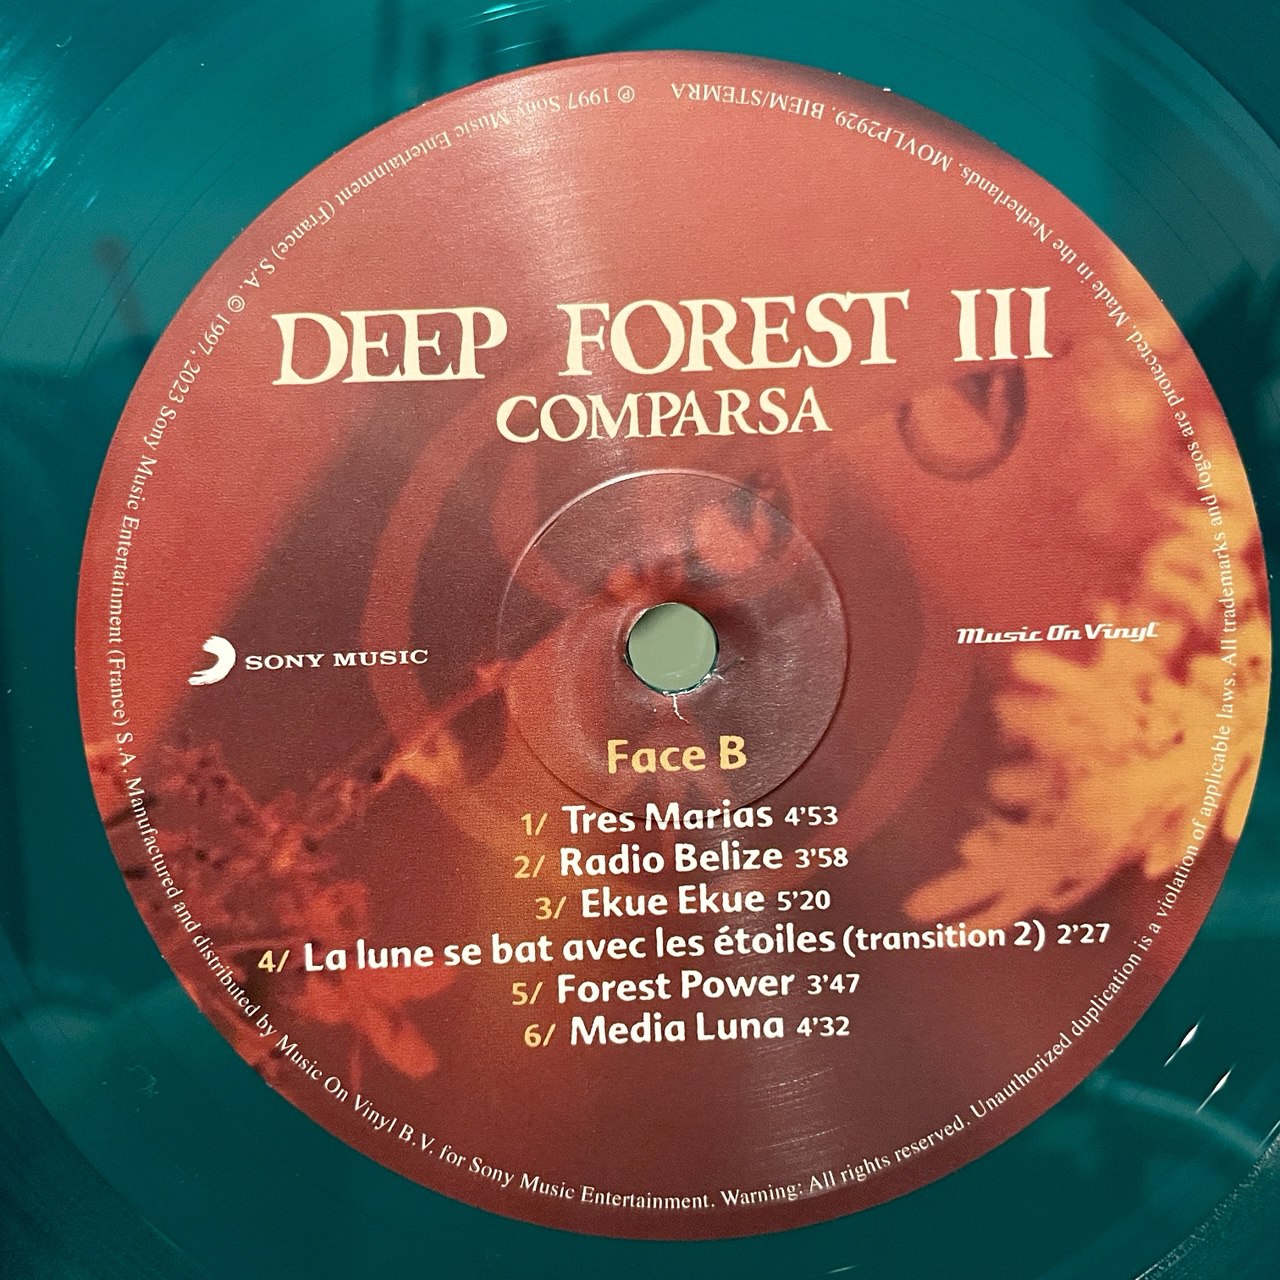 DEEP FOREST III
COMPARSA
SONY MUSIC
Music On Vinyl
Face B
1/ Tres Marias 4'53
2/ Radio Belize 3'58
3/ Ekue Ekue 5'20
4/ La lune se bat avec les étoiles (transition 2) 2'27
5/ Forest Power 3'47
6/ Media Luna 4'32
℗ 1997 Sony Music Entertainment (France) S.A. © 1997, 2023 Sony Music Entertainment (France) S.A. Manufactured and distributed by Music On Vinyl B.V. for Sony Music Entertainment. Warning: All rights reserved. Unauthorized duplication is a violation of applicable laws. All trademarks and logos are protected. Made in the Netherlands. MOVLP2929. BIEM/STEMRA